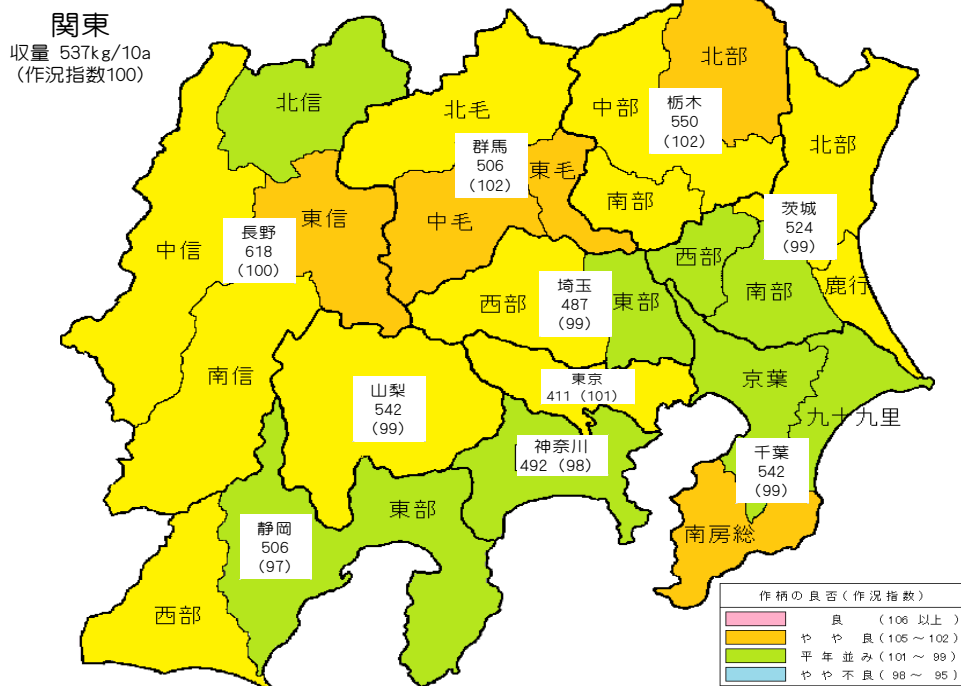 関東
収量 537kg/10a
(作況指数100)
北信
北毛
中部
北部
栃木
550
(102)
北部
群馬
506
(102)
東毛
南部
中信
長野
618
(100)
東信
中毛
茨城
524
(99)
西部
南部
鹿行
西部
埼玉
487
(99)
東部
南信
山梨
542
(99)
東京
411 (101)
京葉
九十九里
神奈川
492 (98)
千葉
542
(99)
静岡
506
(97)
東部
南房総
西部
作柄の良否(作況指数)
良 (106 以上 )
や や 良 (105 ～ 102)
平年並み (101 ～ 99)
やや不良 (98 ～ 95)